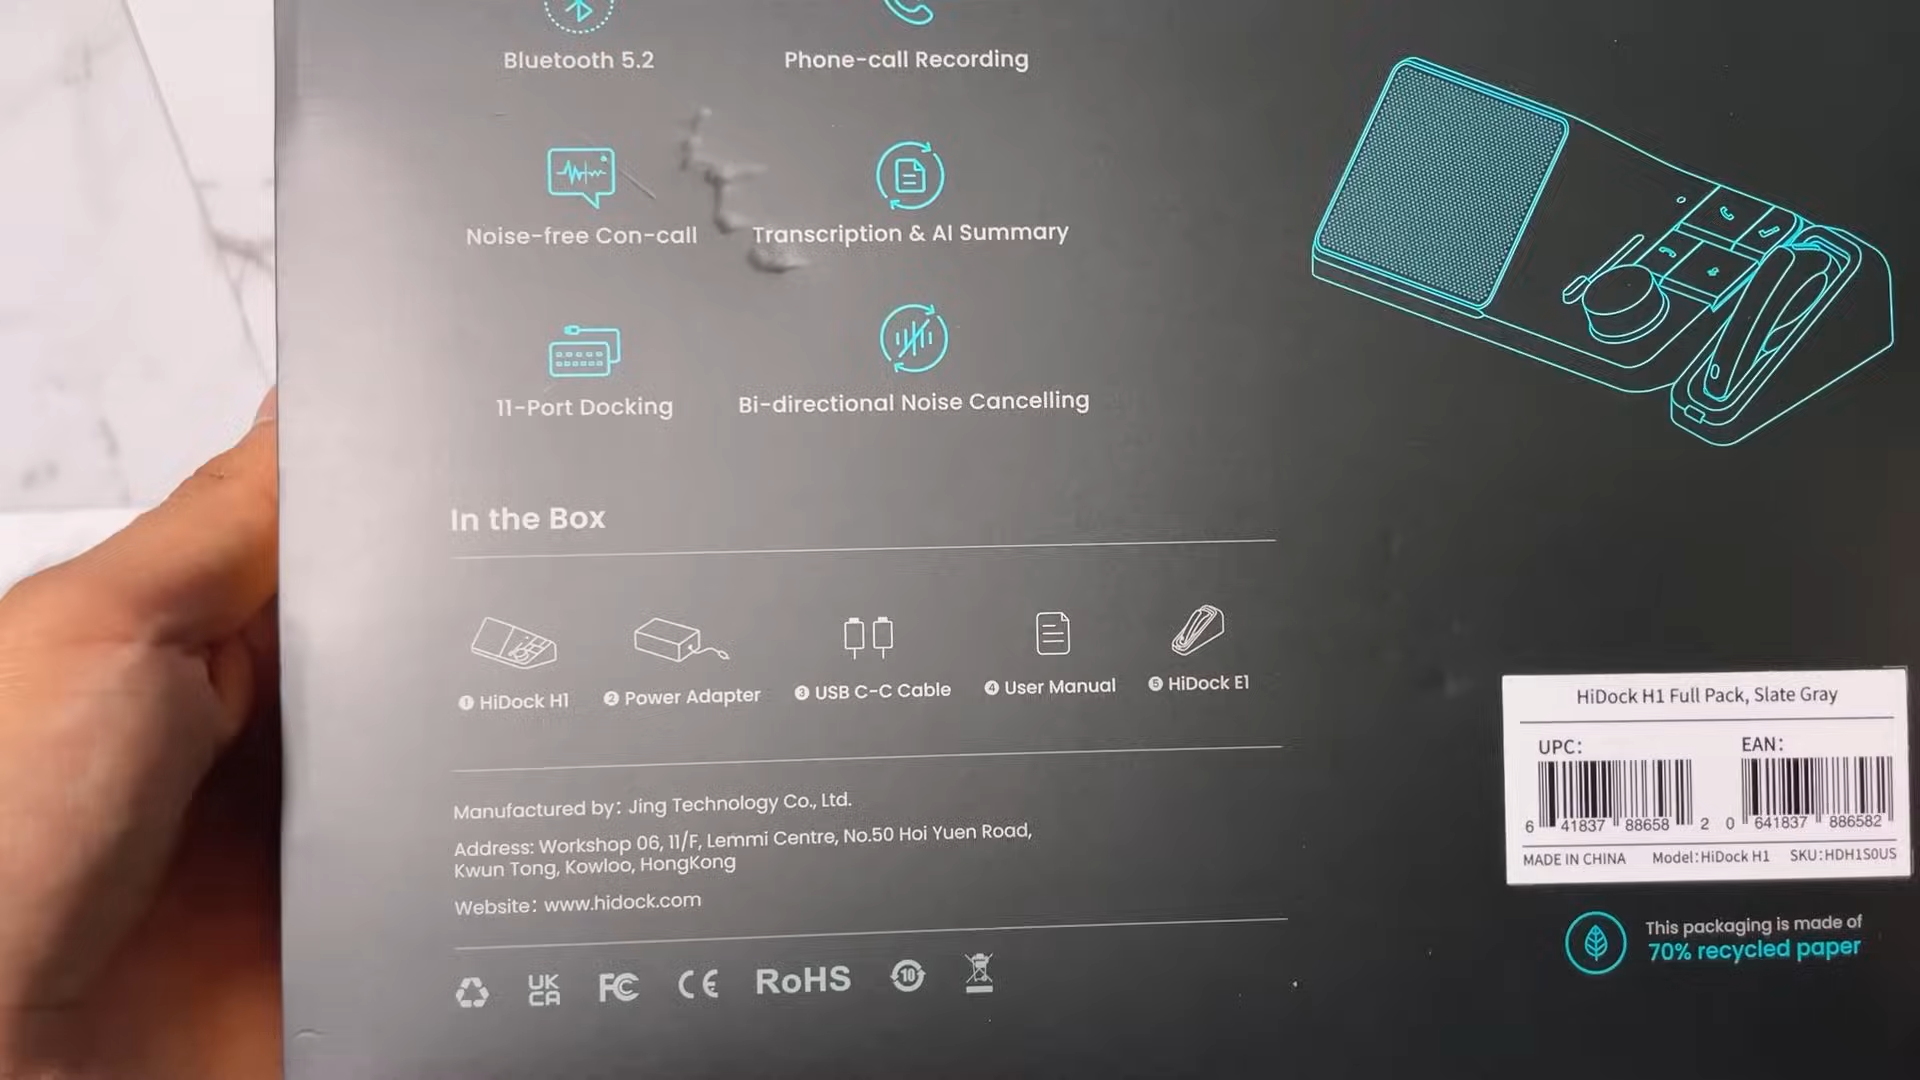 Bluetooth 5.2
Phone-call Recording
Noise-free Con-call
Transcription & AI Summary
11-Port Docking
Bi-directional Noise Cancelling
In the Box
1 HiDock H1
2 Power Adapter
3 USB C-C Cable
4 User Manual
5 HiDock E1
Manufactured by: Jing Technology Co., Ltd.
Address: Workshop 06, 11/F, Lemmi Centre, No.50 Hoi Yuen Road,
Kwun Tong, Kowloo, HongKong
Website: www.hidock.com
UK
CA
FC
CE
RoHS
10
HiDock H1 Full Pack, Slate Gray
UPC:
EAN:
6 41837 88658 2
0 641837 886582
MADE IN CHINA
Model:HiDock H1
SKU:HDH1S0US
This packaging is made of
70% recycled paper